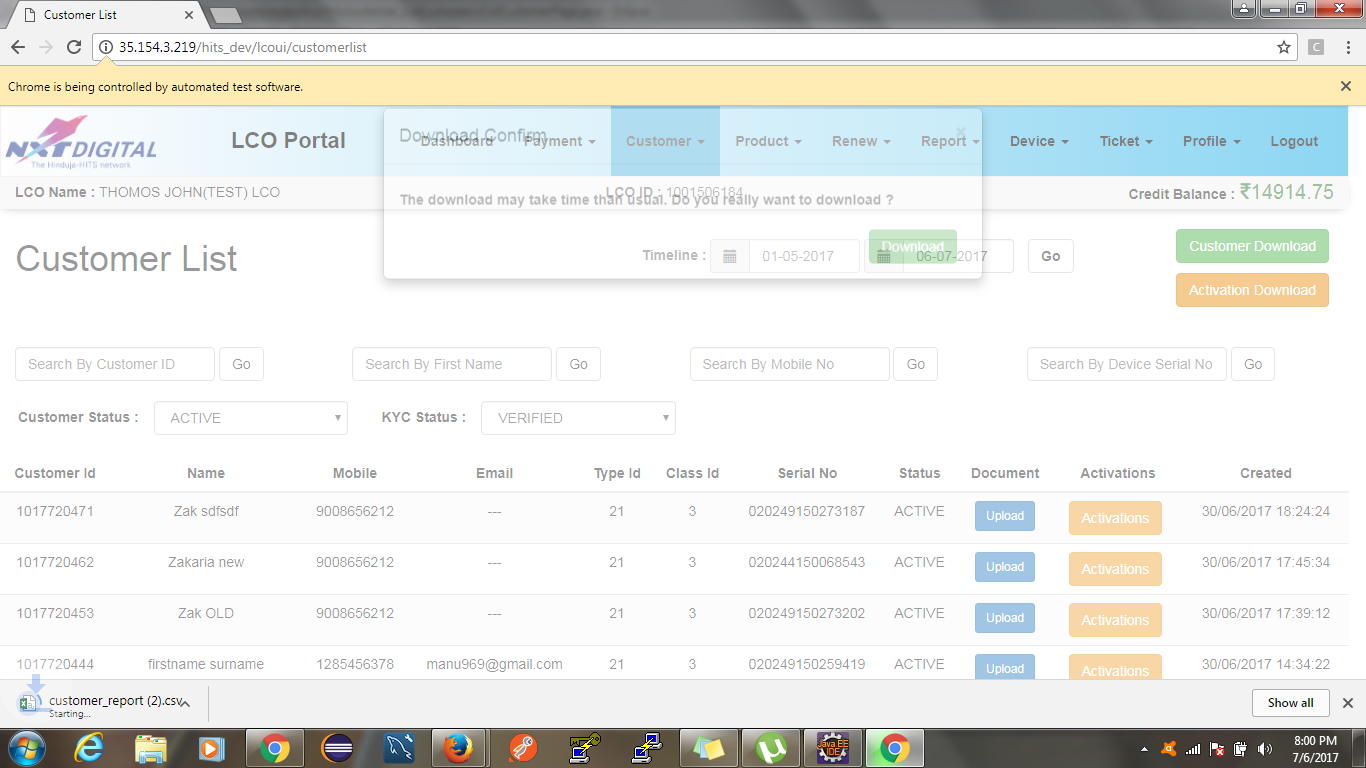 Customer List
35.154.3.219/hits_dev/lcoui/customerlist
C
Chrome is being controlled by automated test software.
NXT DIGITAL
The Hinduja-HITS network
LCO Portal
Dashboard Payment Customer Product Renew Report Device Ticket Profile Logout
Download Confirm
×
LCO Name : THOMOS JOHN(TEST) LCO
LCO ID : 1001506184
Credit Balance : ₹14914.75
The download may take time than usual. Do you really want to download ?
Download
Customer List
Timeline : 01-05-2017 06-07-2017 Go
Customer Download
Activation Download
Search By Customer ID Go Search By First Name Go Search By Mobile No Go Search By Device Serial No Go
Customer Status : ACTIVE KYC Status : VERIFIED
Customer Id Name Mobile Email Type Id Class Id Serial No Status Document Activations Created
1017720471 Zak sdfsdf 9008656212 --- 21 3 020249150273187 ACTIVE Upload Activations 30/06/2017 18:24:24
1017720462 Zakaria new 9008656212 --- 21 3 020244150068543 ACTIVE Upload Activations 30/06/2017 17:45:34
1017720453 Zak OLD 9008656212 --- 21 3 020249150273202 ACTIVE Upload Activations 30/06/2017 17:39:12
1017720444 firstname surname 1285456378 manu969@gmail.com 21 3 020249150259419 ACTIVE Upload Activations 30/06/2017 14:34:22
customer_report (2).csv
Starting...
Show all
Java EE
IDE
8:00 PM
7/6/2017